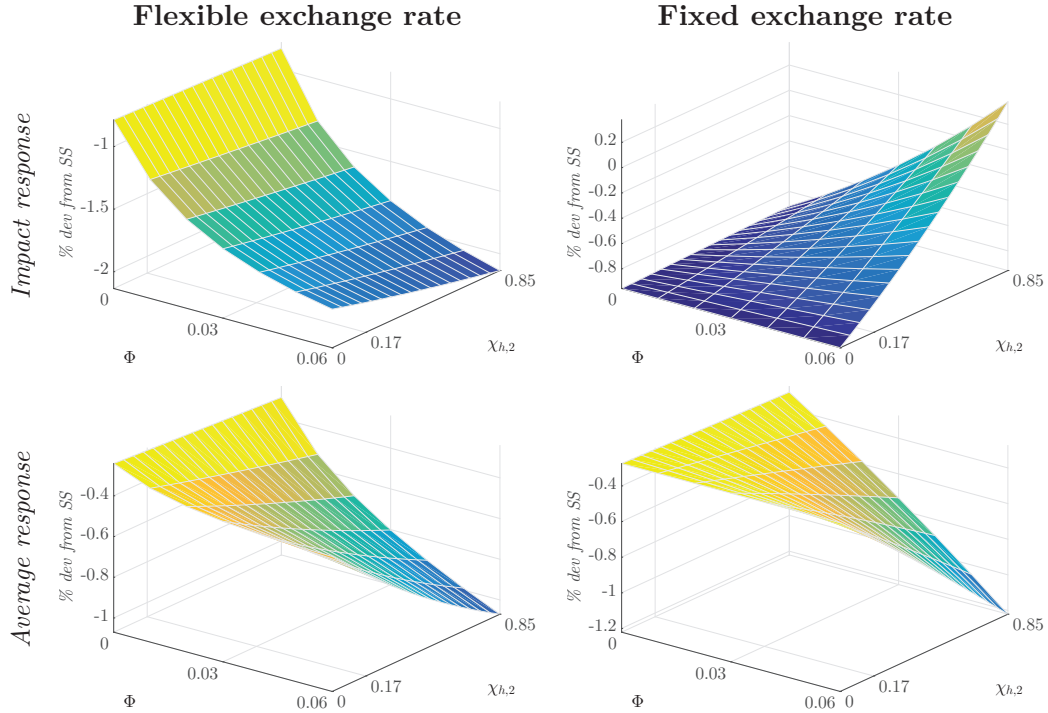 Flexible exchange rate
Fixed exchange rate
Impact response
% dev from SS
-1
-1.5
-2
0
0.03
0.06
Φ
0
0.17
0.85
χh,2
% dev from SS
0.2
0
-0.2
-0.4
-0.6
-0.8
0
0.03
0.06
Φ
0
0.17
0.85
χh,2
Average response
% dev from SS
-0.4
-0.6
-0.8
-1
0
0.03
0.06
Φ
0
0.17
0.85
χh,2
% dev from SS
-0.4
-0.6
-0.8
-1
-1.2
0
0.03
0.06
Φ
0
0.17
0.85
χh,2